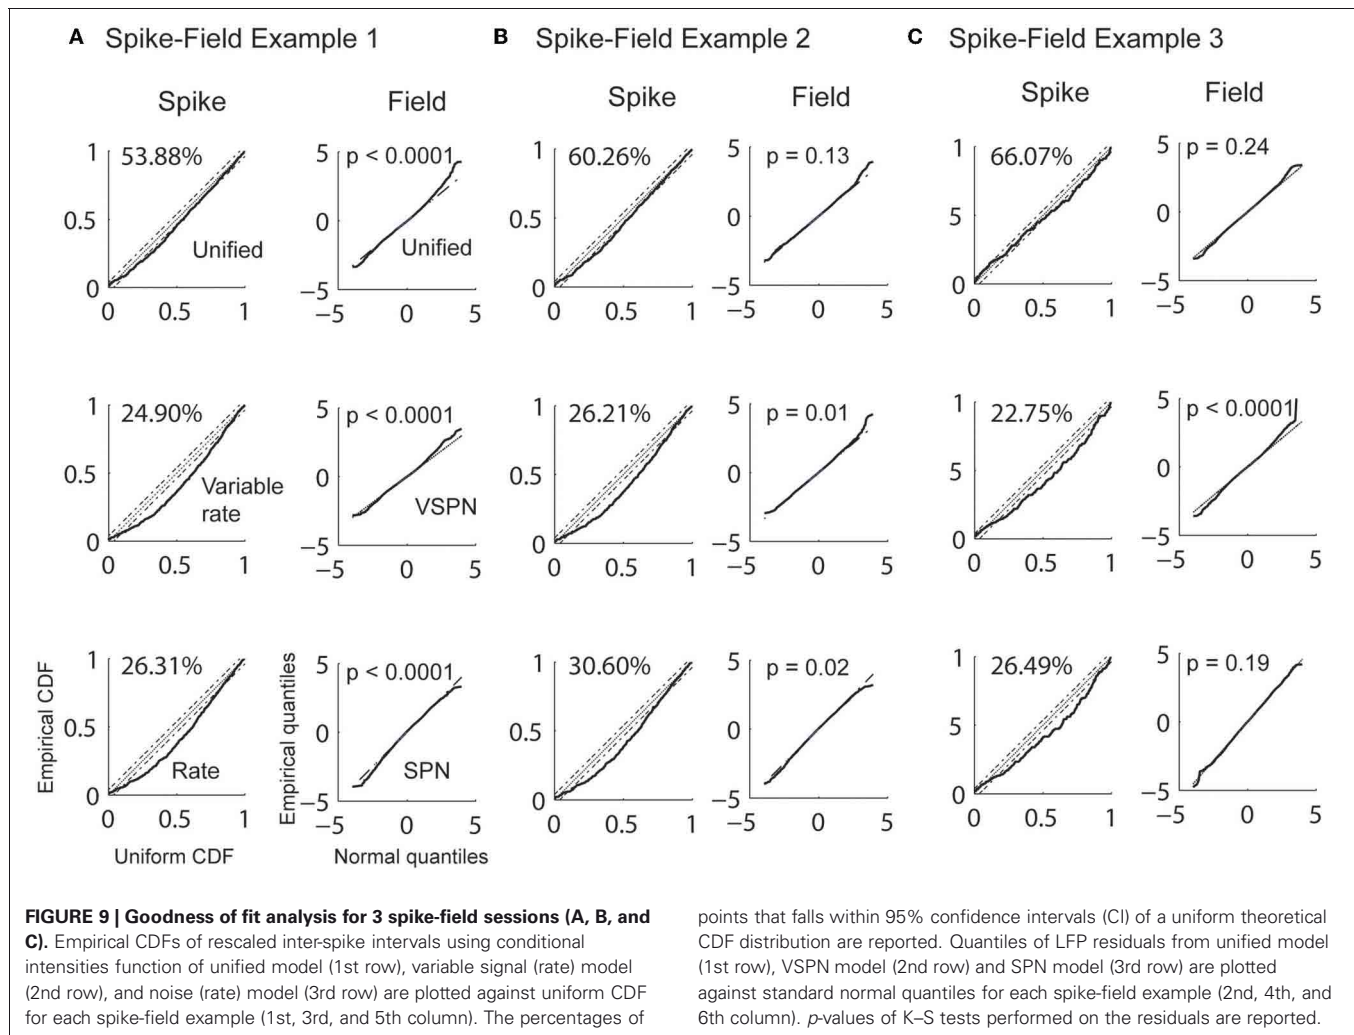 A Spike-Field Example 1
B Spike-Field Example 2
C Spike-Field Example 3
Spike Field Spike Field Spike Field
1 53.88% 5 p < 0.0001 1 60.26% 5 p = 0.13 1 66.07% 5 p = 0.24
0.5 Unified 0 Unified 0.5 0 5 0
0 −5 0 −5 0 −5
0 0.5 1 −5 0 5 0 0.5 1 −5 0 5 0 0.5 1 −5 0 5
1 24.90% 5 p < 0.0001 1 26.21% 5 p = 0.01 1 22.75% 5 p < 0.0001
0.5 Variable 0 VSPN 0.5 0 5 0
rate
0 −5 0 −5 0 −5
0 0.5 1 −5 0 5 0 0.5 1 −5 0 5 0 0.5 1 −5 0 5
1 26.31% 5 p < 0.0001 1 30.60% 5 p = 0.02 1 26.49% 5 p = 0.19
0.5 Rate 0 SPN 0.5 0 5 0
0 −5 0 −5 0 −5
0 0.5 1 −5 0 5 0 0.5 1 −5 0 5 0 0.5 1 −5 0 5
Empirical CDF
Empirical quantiles
Uniform CDF
Normal quantiles
FIGURE 9 | Goodness of fit analysis for 3 spike-field sessions (A, B, and
C). Empirical CDFs of rescaled inter-spike intervals using conditional
intensities function of unified model (1st row), variable signal (rate) model
(2nd row), and noise (rate) model (3rd row) are plotted against uniform CDF
for each spike-field example (1st, 3rd, and 5th column). The percentages of
points that falls within 95% confidence intervals (CI) of a uniform theoretical
CDF distribution are reported. Quantiles of LFP residuals from unified model
(1st row), VSPN model (2nd row) and SPN model (3rd row) are plotted
against standard normal quantiles for each spike-field example (2nd, 4th, and
6th column). p-values of K–S tests performed on the residuals are reported.